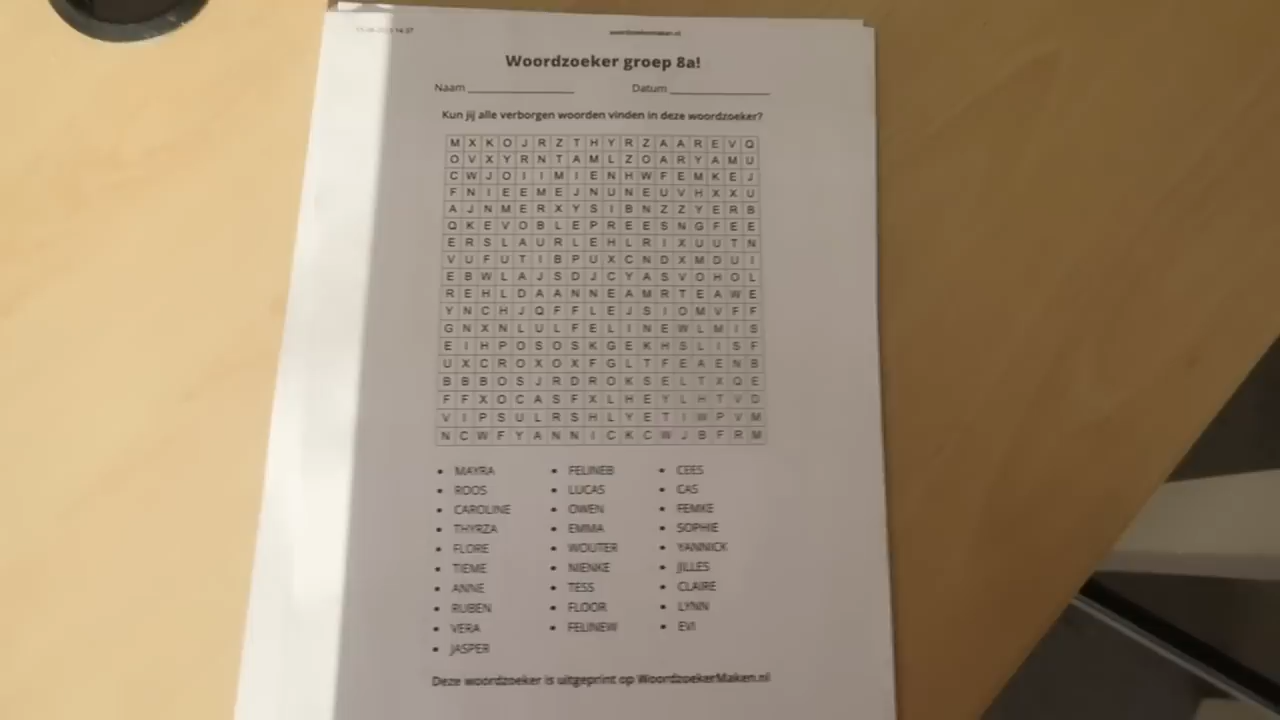 woordzoekermaken.nl
Woordzoeker groep 8a!
Naam Datum
Kun jij alle verborgen woorden vinden in deze woordzoeker?
M X K O J R Z T H Y R Z A A R E V Q
O V X Y R N T A M L Z O A R Y A M U
C W J O I I M I E N H W F E M K E J
F N I E E M E J N U N E U V H X X U
A J N M E R X Y S I B N Z Z Y E R B
Q K E V O B L E P R E E S N G F E E
E R S L A U R L E H L R I X U U T N
V U F U T I B P U X C N D X M D U I
E B W L A J S D J C Y A S V O H O L
R E H L D A A N N E A M R T E A W E
Y N C H J Q F F L E J S I O M V F F
G N X N L U L F E L I N E W L M I S
E I H P O S O S K G E K H S L I S F
U X C R O X O X F G L T F E A E N B
B B B O S J R D R O K S E L T X Q E
F F X O C A S F X L H E Y L H T V D
V I P S U L R S H L Y E T I W P V M
N C W F Y A N N I C K C W J B F R M
• MAYRA • FELINEB • CEES
• ROOS • LUCAS • CAS
• CAROLINE • OWEN • FEMKE
• THYRZA • EMMA • SOPHIE
• FLORE • WOUTER • YANNICK
• TIEME • NIENKE • JILLES
• ANNE • TESS • CLAIRE
• RUBEN • FLOOR • LYNN
• VERA • FELINEW • EVI
• JASPER
Deze woordzoeker is uitgeprint op WoordzoekerMaken.nl